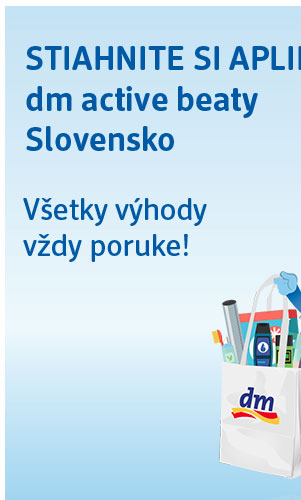 STIAHNITE SI APLI
dm active beaty
Slovensko
Všetky výhody
vždy poruke!
dm